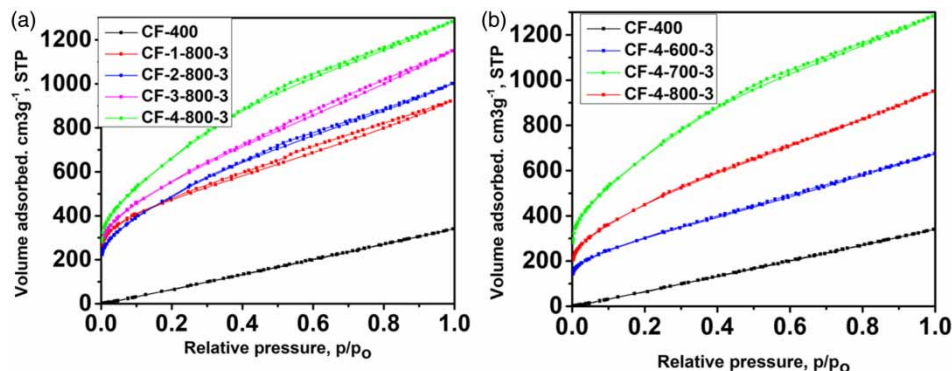 (a)
CF-400
CF-1-800-3
CF-2-800-3
CF-3-800-3
CF-4-800-3
Volume adsorbed. cm3g-1, STP
1200
1000
800
600
400
200
0
0.0 0.2 0.4 0.6 0.8 1.0
Relative pressure, p/po
(b)
CF-400
CF-4-600-3
CF-4-700-3
CF-4-800-3
Volume adsorbed. cm3g-1, STP
1200
1000
800
600
400
200
0
0.0 0.2 0.4 0.6 0.8 1.0
Relative pressure, p/po